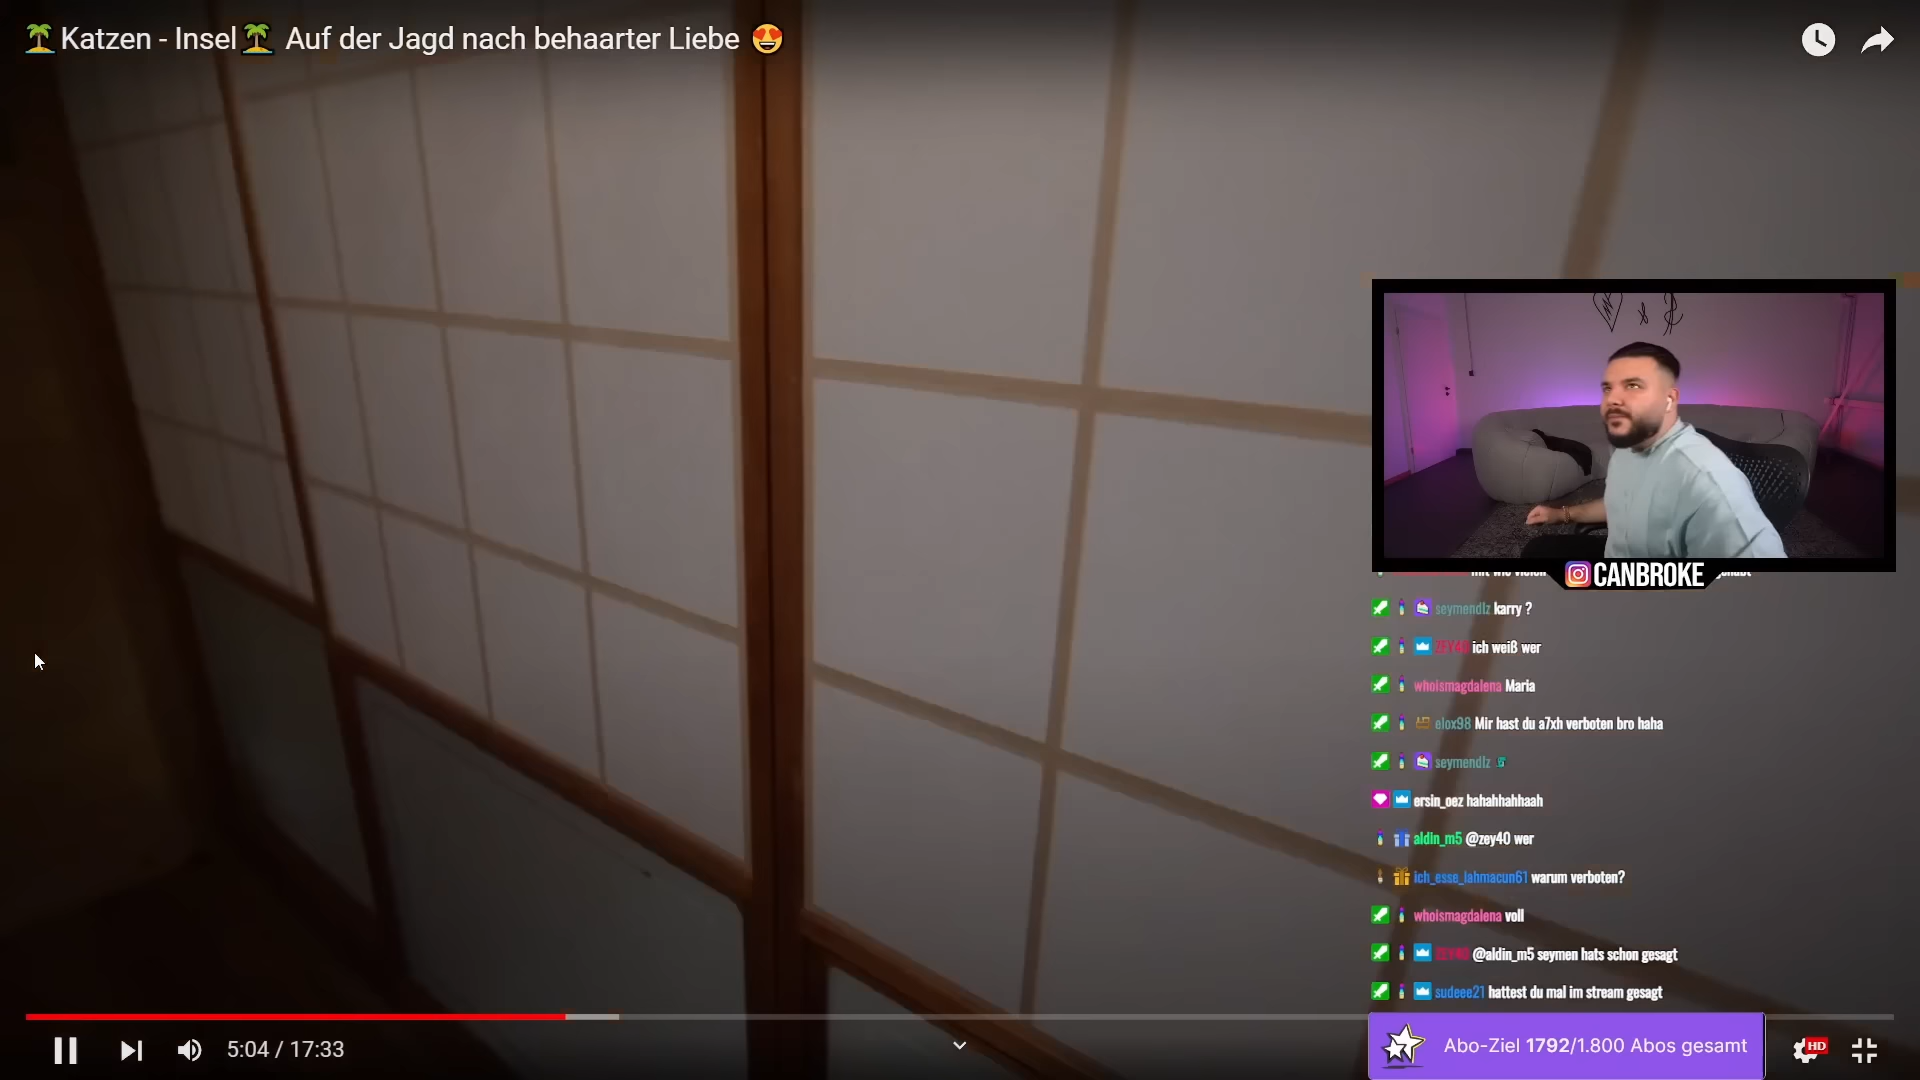 🏝️Katzen - Insel🏝️ Auf der Jagd nach behaarter Liebe 😍
CANBROKE
seymendlz karry ?
ZEY40 ich weiß wer
whoismagdalena Maria
elox98 Mir hast du a7xh verboten bro haha
seymendlz
ersin_oez hahahhahhaah
aldin_m5 @zey40 wer
ich_esse_lahmacun61 warum verboten?
whoismagdalena voll
ZEY40 @aldin_m5 seymen hats schon gesagt
sudeee21 hattest du mal im stream gesagt
Abo-Ziel 1792/1.800 Abos gesamt
HD
5:04 / 17:33